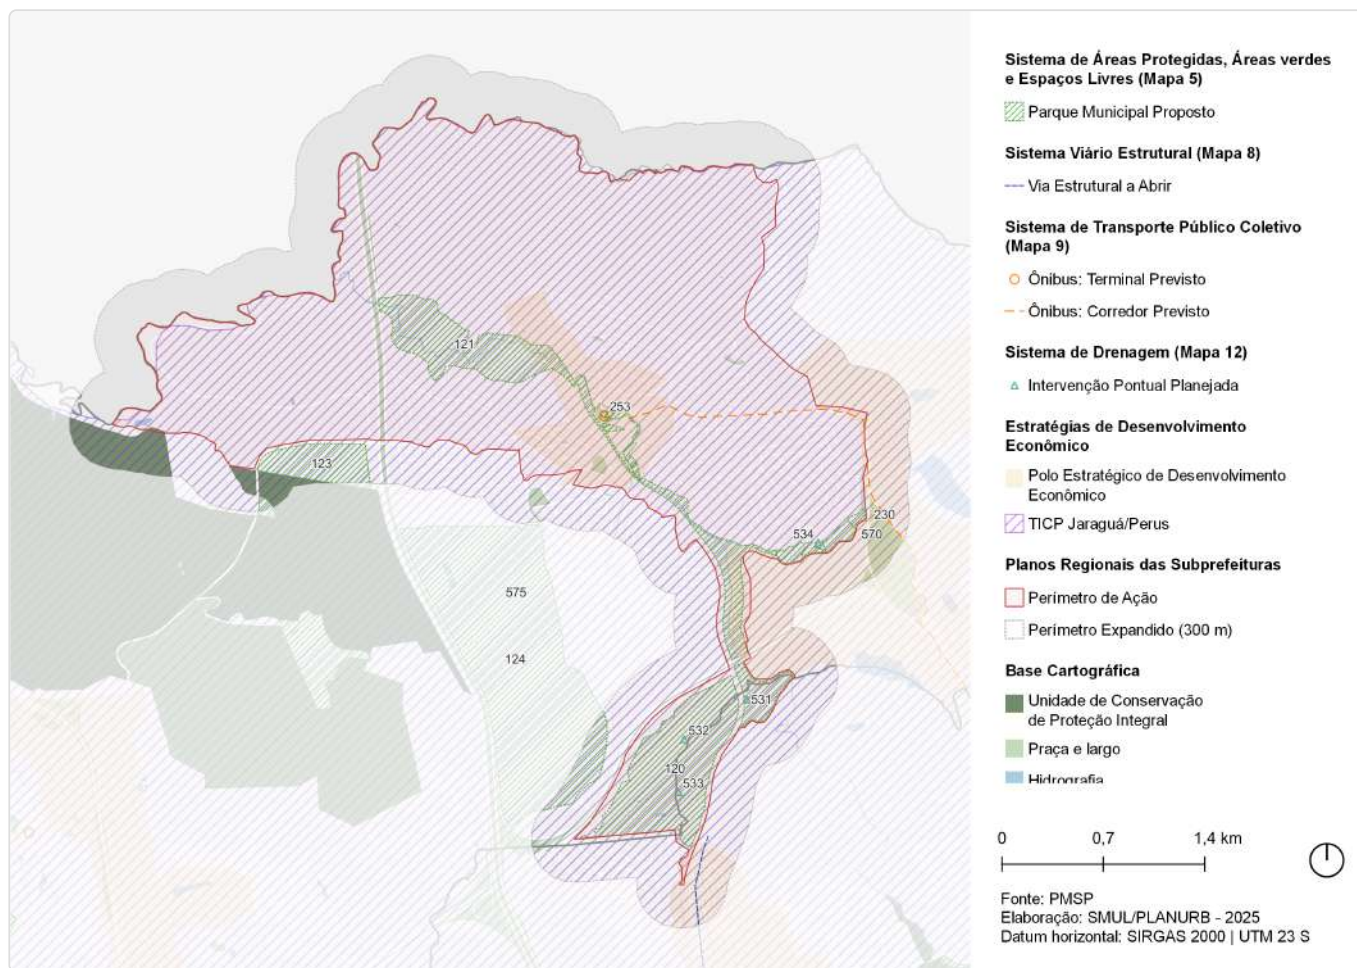 Sistema de Áreas Protegidas, Áreas verdes
e Espaços Livres (Mapa 5)
Parque Municipal Proposto
Sistema Viário Estrutural (Mapa 8)
Via Estrutural a Abrir
Sistema de Transporte Público Coletivo
(Mapa 9)
Ônibus: Terminal Previsto
Ônibus: Corredor Previsto
Sistema de Drenagem (Mapa 12)
Intervenção Pontual Planejada
Estratégias de Desenvolvimento
Econômico
Polo Estratégico de Desenvolvimento
Econômico
TICP Jaraguá/Perus
Planos Regionais das Subprefeituras
Perímetro de Ação
Perímetro Expandido (300 m)
Base Cartográfica
Unidade de Conservação
de Proteção Integral
Praça e largo
Hidrografia
0 0,7 1,4 km
Fonte: PMSP
Elaboração: SMUL/PLANURB - 2025
Datum horizontal: SIRGAS 2000 | UTM 23 S
121
253
123
230
534
570
575
124
531
532
120
533